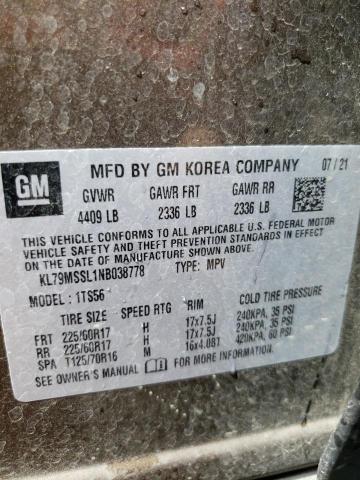 GM
MFD BY GM KOREA COMPANY 07/21
GVWR GAWR FRT GAWR RR
4409 LB 2336 LB 2336 LB
THIS VEHICLE CONFORMS TO ALL APPLICABLE U.S. FEDERAL MOTOR
VEHICLE SAFETY AND THEFT PREVENTION STANDARDS IN EFFECT ON
THE DATE OF MANUFACTURE SHOWN ABOVE.
KL79MSSL1NB038778 TYPE: MPV
MODEL: 1TS56
TIRE SIZE SPEED RTG RIM COLD TIRE PRESSURE
FRT 225/60R17 H 17x7.5J 240KPA, 35 PSI
RR 225/60R17 H 17x7.5J 240KPA, 35 PSI
SPA T125/70R16 M 16x4.0BT 420KPA, 60 PSI
SEE OWNER'S MANUAL FOR MORE INFORMATION.